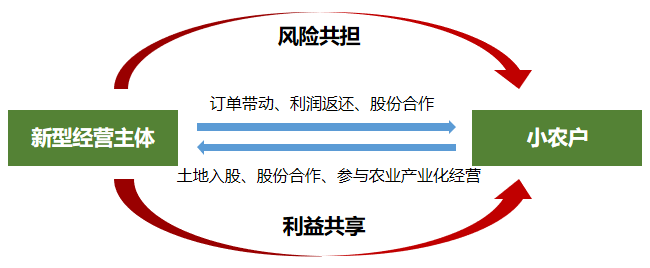 风险共担
订单带动、利润返还、股份合作
新型经营主体
小农户
土地入股、股份合作、参与农业产业化经营
利益共享